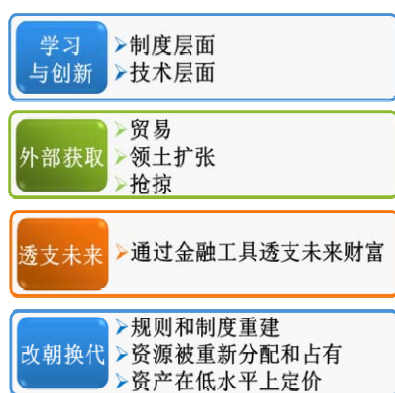 学习
与创新
➢制度层面
➢技术层面
外部获取
➢贸易
➢领土扩张
➢抢掠
透支未来
➢通过金融工具透支未来财富
改朝换代
➢规则和制度重建
➢资源被重新分配和占有
➢资产在低水平上定价